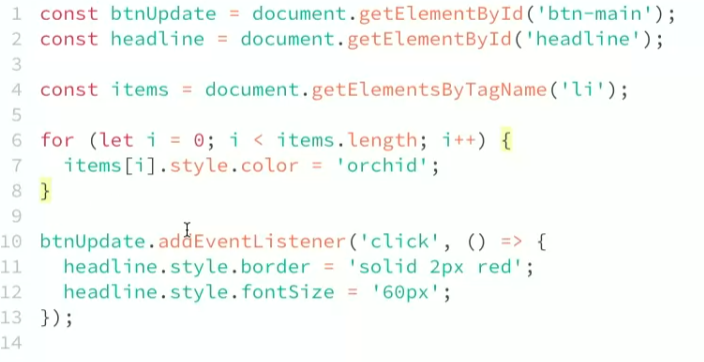 1 const btnUpdate = document.getElementById('btn-main');
2 const headline = document.getElementById('headline');
3
4 const items = document.getElementsByTagName('li');
5
6 for (let i = 0; i < items.length; i++) {
7   items[i].style.color = 'orchid';
8 }
9
10 btnUpdate.addEventListener('click', () => {
11   headline.style.border = 'solid 2px red';
12   headline.style.fontSize = '60px';
13 });
14